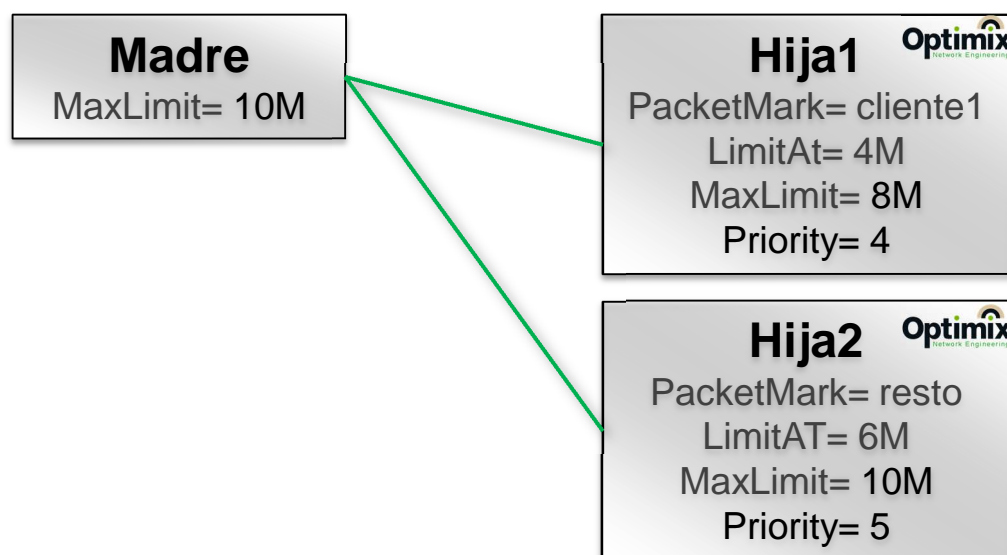 Madre
MaxLimit= 10M
Optimix
Network Engineering
Hija1
PacketMark= cliente1
LimitAt= 4M
MaxLimit= 8M
Priority= 4
Optimix
Network Engineering
Hija2
PacketMark= resto
LimitAT= 6M
MaxLimit= 10M
Priority= 5